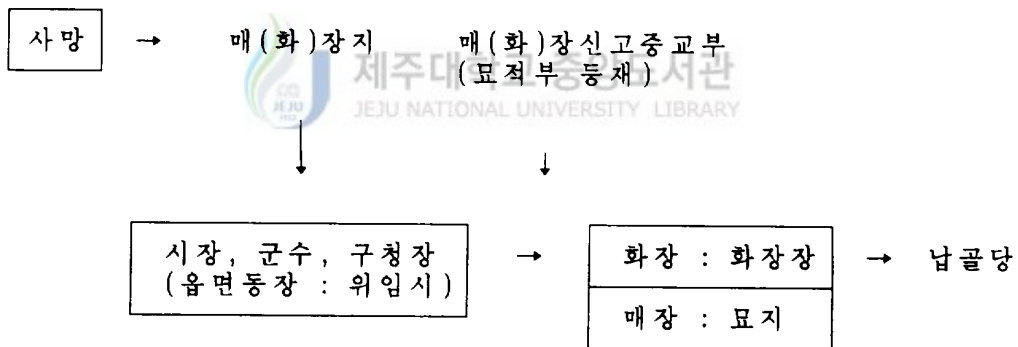 사망 → 매(화)장지 매(화)장신고중교부
(묘적부 등재)
제주대학교 중앙도서관
JEJU NATIONAL UNIVERSITY LIBRARY
JEJU
1952
↓ ↓
시장, 군수, 구청장 → 화장 : 화장장 → 납골당
(읍면동장 : 위임시)
매장 : 묘지